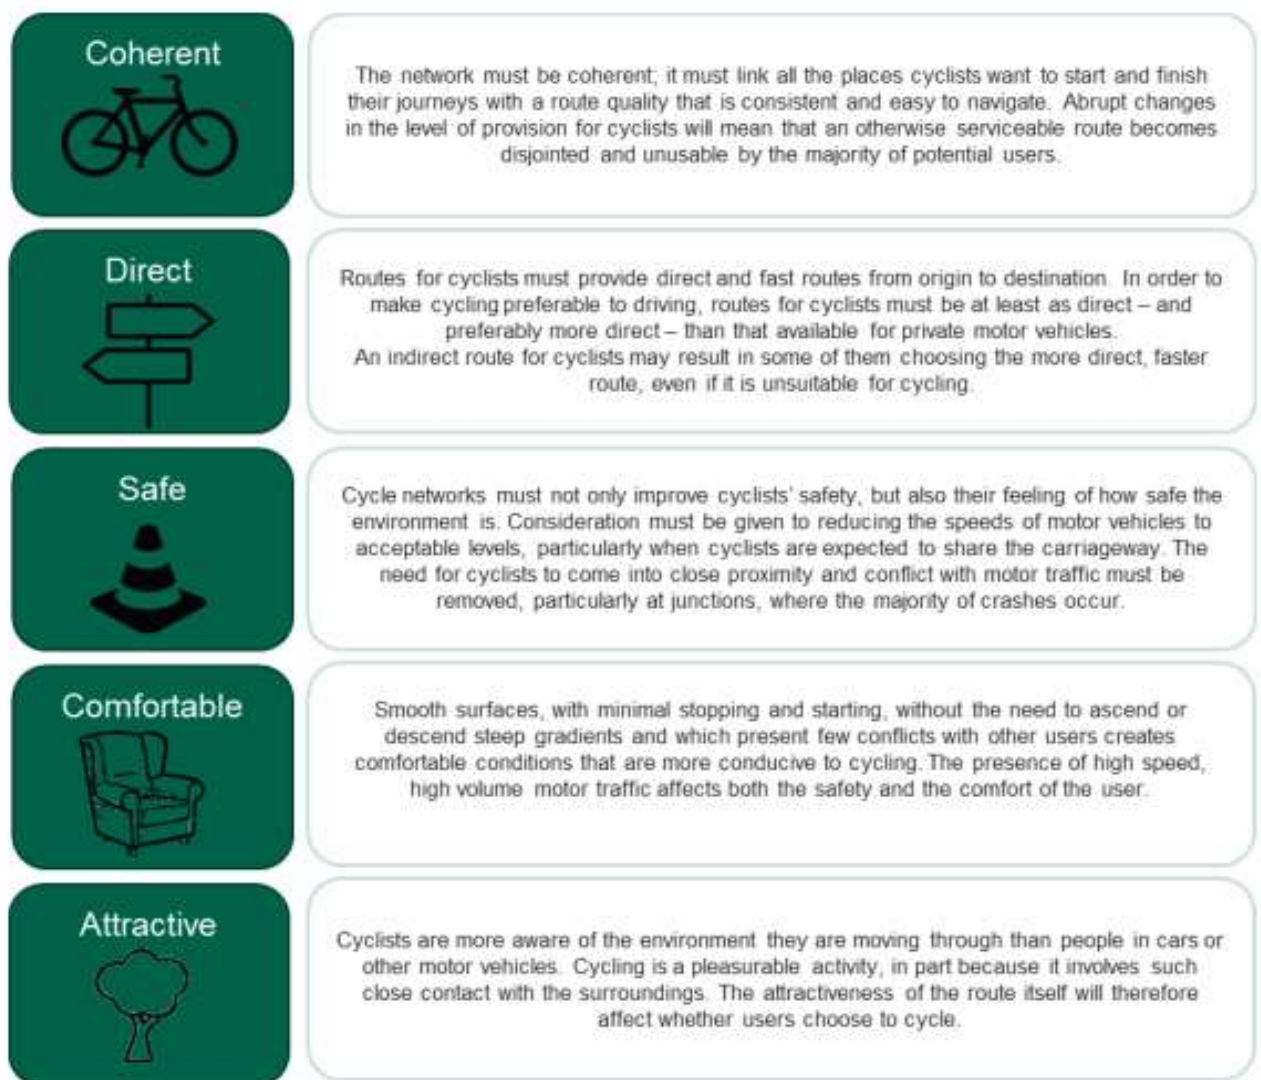 Coherent
The network must be coherent; it must link all the places cyclists want to start and finish
their journeys with a route quality that is consistent and easy to navigate. Abrupt changes
in the level of provision for cyclists will mean that an otherwise serviceable route becomes
disjointed and unusable by the majority of potential users.
Direct
Routes for cyclists must provide direct and fast routes from origin to destination. In order to
make cycling preferable to driving, routes for cyclists must be at least as direct – and
preferably more direct – than that available for private motor vehicles.
An indirect route for cyclists may result in some of them choosing the more direct, faster
route, even if it is unsuitable for cycling.
Safe
Cycle networks must not only improve cyclists' safety, but also their feeling of how safe the
environment is. Consideration must be given to reducing the speeds of motor vehicles to
acceptable levels, particularly when cyclists are expected to share the carriageway. The
need for cyclists to come into close proximity and conflict with motor traffic must be
removed, particularly at junctions, where the majority of crashes occur.
Comfortable
Smooth surfaces, with minimal stopping and starting, without the need to ascend or
descend steep gradients and which present few conflicts with other users creates
comfortable conditions that are more conducive to cycling. The presence of high speed,
high volume motor traffic affects both the safety and the comfort of the user.
Attractive
Cyclists are more aware of the environment they are moving through than people in cars or
other motor vehicles. Cycling is a pleasurable activity, in part because it involves such
close contact with the surroundings. The attractiveness of the route itself will therefore
affect whether users choose to cycle.